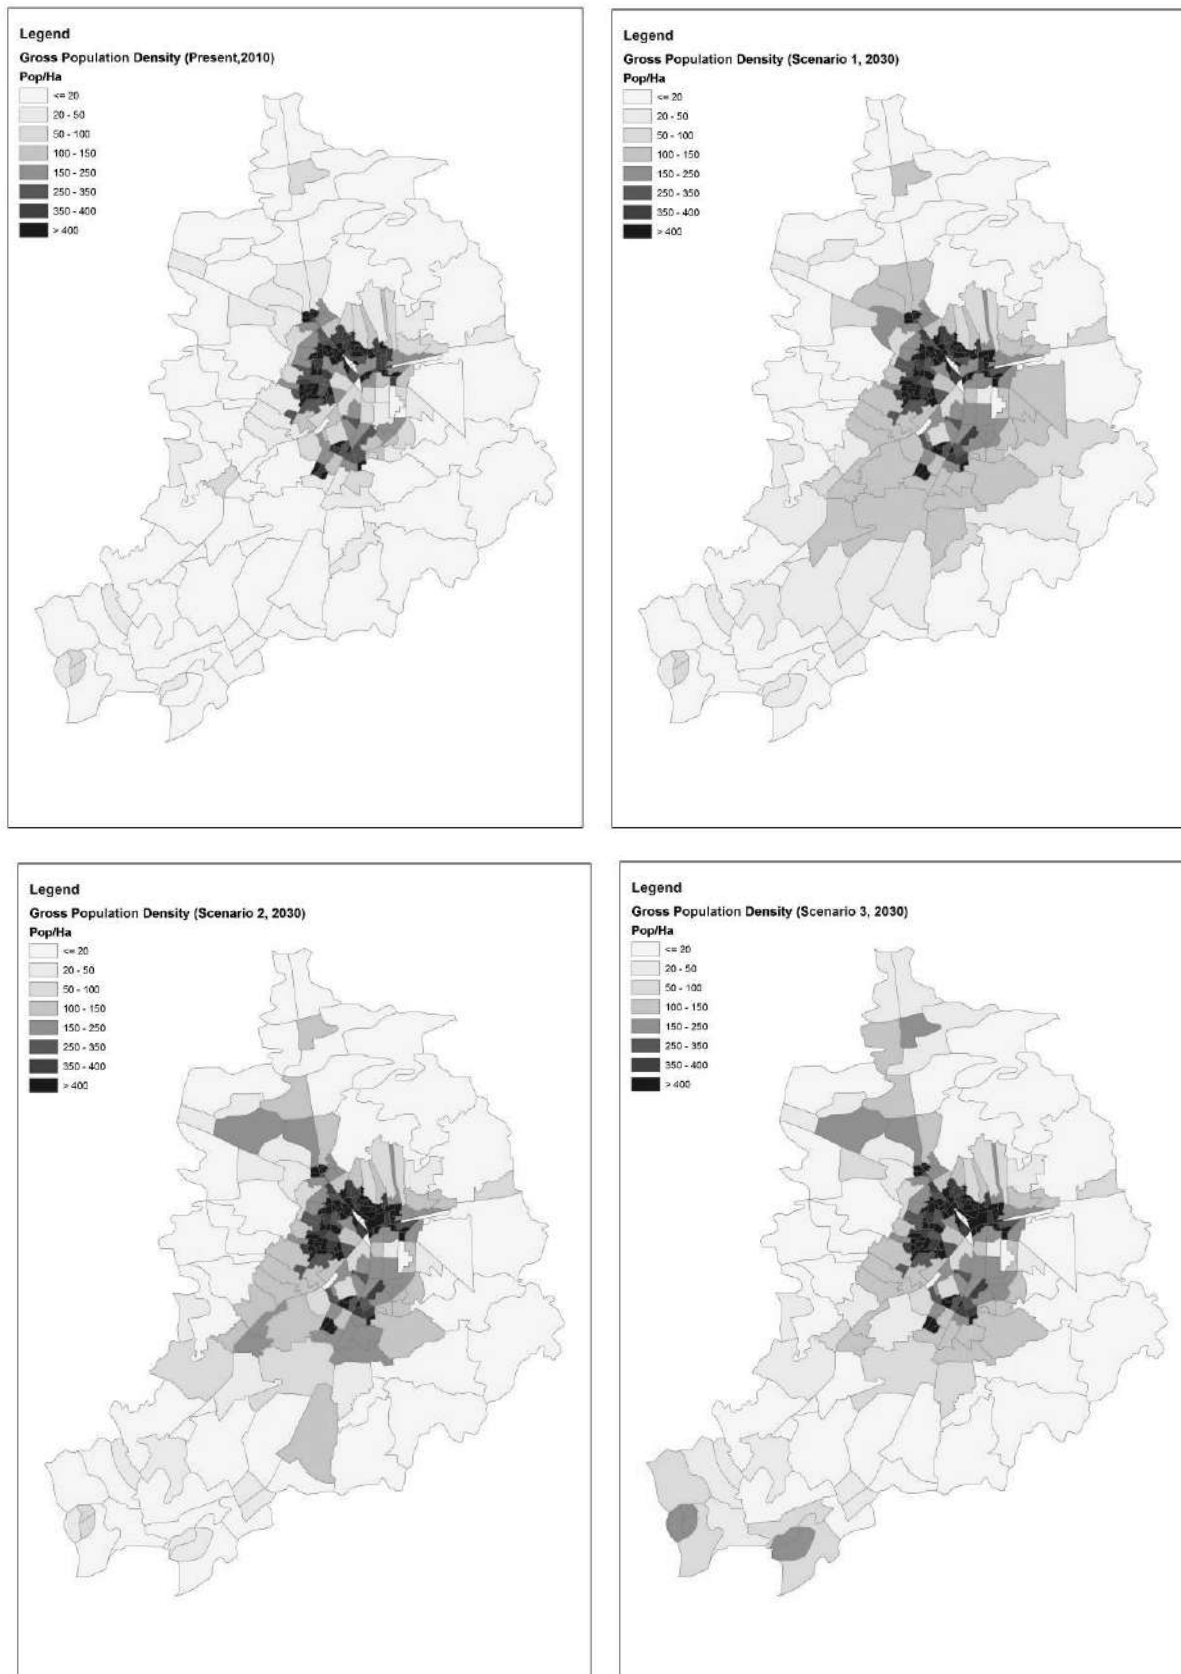 Legend
Gross Population Density (Present,2010)
Pop/Ha
<= 20
20 - 50
50 - 100
100 - 150
150 - 250
250 - 350
350 - 400
> 400
Legend
Gross Population Density (Scenario 1, 2030)
Pop/Ha
<= 20
20 - 50
50 - 100
100 - 150
150 - 250
250 - 350
350 - 400
> 400
Legend
Gross Population Density (Scenario 2, 2030)
Pop/Ha
<= 20
20 - 50
50 - 100
100 - 150
150 - 250
250 - 350
350 - 400
> 400
Legend
Gross Population Density (Scenario 3, 2030)
Pop/Ha
<= 20
20 - 50
50 - 100
100 - 150
150 - 250
250 - 350
350 - 400
> 400